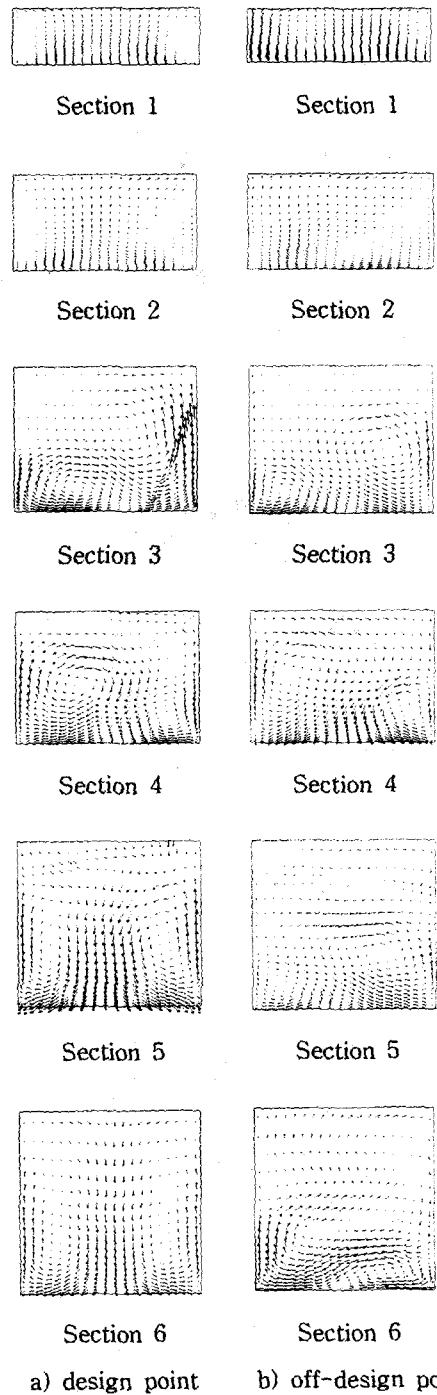 Section 1 Section 1
Section 2 Section 2
Section 3 Section 3
Section 4 Section 4
Section 5 Section 5
Section 6 Section 6
a) design point b) off-design po